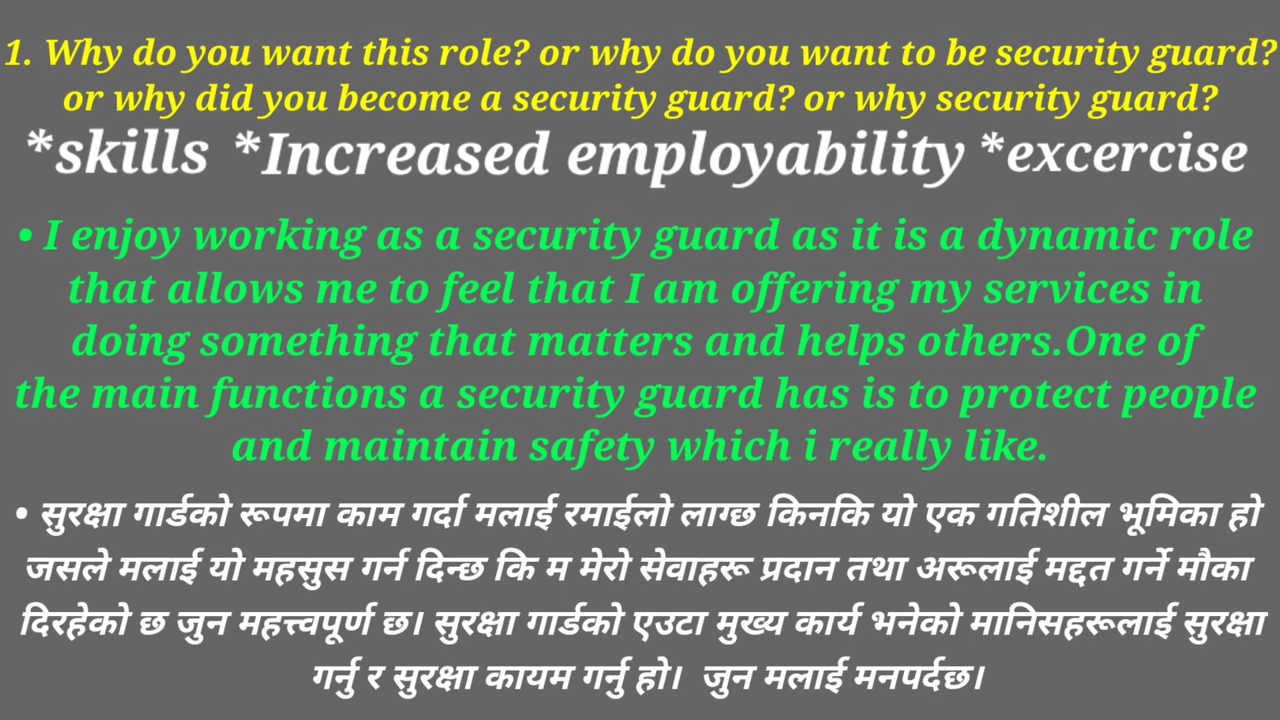 1. Why do you want this role? or why do you want to be security guard?
or why did you become a security guard? or why security guard?
*skills *Increased employability *excercise
• I enjoy working as a security guard as it is a dynamic role
that allows me to feel that I am offering my services in
doing something that matters and helps others.One of
the main functions a security guard has is to protect people
and maintain safety which i really like.
• सुरक्षा गार्डको रूपमा काम गर्दा मलाई रमाईलो लाग्छ किनकि यो एक गतिशील भूमिका हो
जसले मलाई यो महसुस गर्न दिन्छ कि म मेरो सेवाहरू प्रदान तथा अरूलाई मद्दत गर्ने मौका
दिरहेको छ जुन महत्त्वपूर्ण छ। सुरक्षा गार्डको एउटा मुख्य कार्य भनेको मानिसहरूलाई सुरक्षा
गर्नु र सुरक्षा कायम गर्नु हो। जुन मलाई मनपर्दछ।